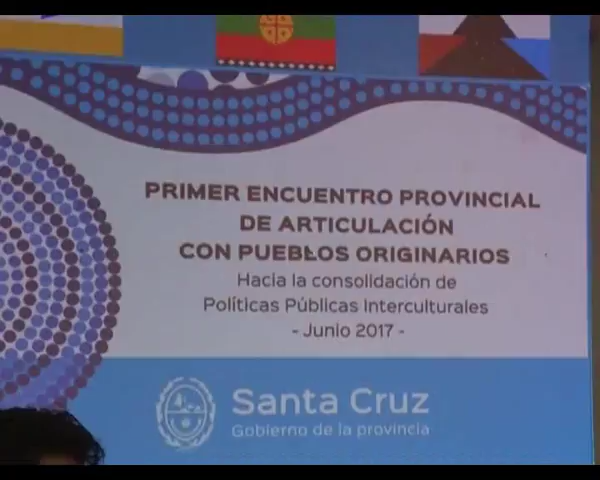 PRIMER ENCUENTRO PROVINCIAL
DE ARTICULACIÓN
CON PUEBLOS ORIGINARIOS
Hacia la consolidación de
Políticas Públicas Interculturales
- Junio 2017 -
Santa Cruz
Gobierno de la provincia